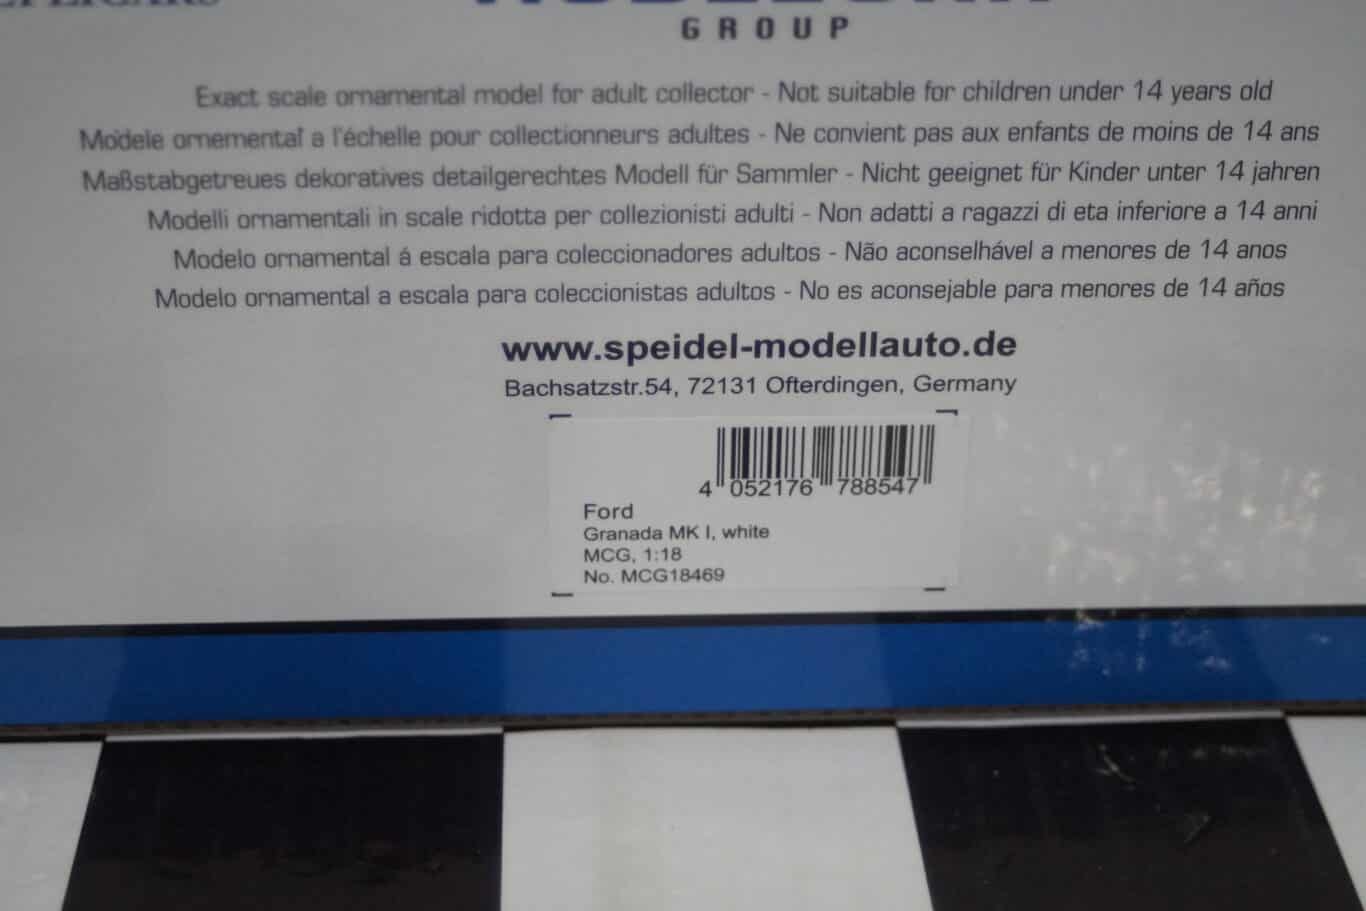 GROUP
Exact scale ornamental model for adult collector - Not suitable for children under 14 years old
Modele ornemental a l'échelle pour collectionneurs adultes - Ne convient pas aux enfants de moins de 14 ans
Maßstabgetreues dekoratives detailgerechtes Modell für Sammler - Nicht geeignet für Kinder unter 14 jahren
Modelli ornamentali in scale ridotta per collezionisti adulti - Non adatti a ragazzi di eta inferiore a 14 anni
Modelo ornamental á escala para coleccionadores adultos - Não aconselhável a menores de 14 anos
Modelo ornamental a escala para coleccionistas adultos - No es aconsejable para menores de 14 años
www.speidel-modellauto.de
Bachsatzstr.54, 72131 Ofterdingen, Germany
4 052176 788547
Ford
Granada MK I, white
MCG, 1:18
No. MCG18469